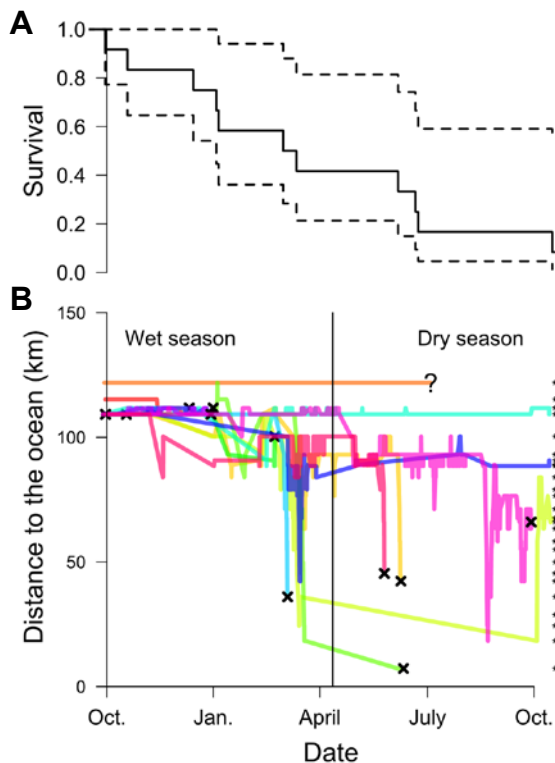 A
1.0
0.8
0.6
0.4
0.2
0.0
Survival
B
150
100
50
0
Distance to the ocean (km)
Wet season
Dry season
?
Oct.
Jan.
April
July
Oct.
Date